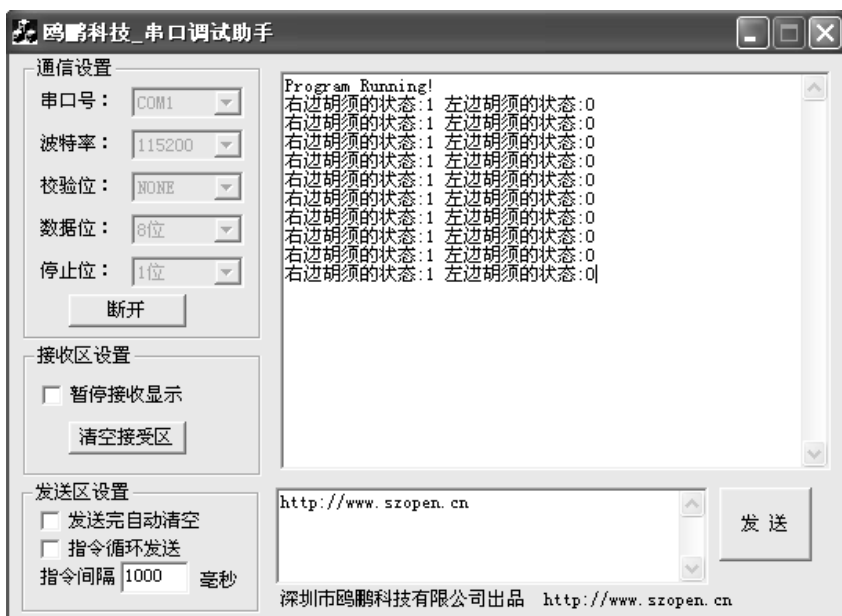 鸥鹏科技_串口调试助手
通信设置
串口号： COM1
波特率： 115200
校验位： NONE
数据位： 8位
停止位： 1位
断开
接收区设置
暂停接收显示
清空接受区
发送区设置
发送完自动清空
指令循环发送
指令间隔 1000 毫秒
Program Running!
右边胡须的状态:1 左边胡须的状态:0
右边胡须的状态:1 左边胡须的状态:0
右边胡须的状态:1 左边胡须的状态:0
右边胡须的状态:1 左边胡须的状态:0
右边胡须的状态:1 左边胡须的状态:0
右边胡须的状态:1 左边胡须的状态:0
右边胡须的状态:1 左边胡须的状态:0
右边胡须的状态:1 左边胡须的状态:0
右边胡须的状态:1 左边胡须的状态:0
右边胡须的状态:1 左边胡须的状态:0
http://www.szopen.cn
发 送
深圳市鸥鹏科技有限公司出品 http://www.szopen.cn